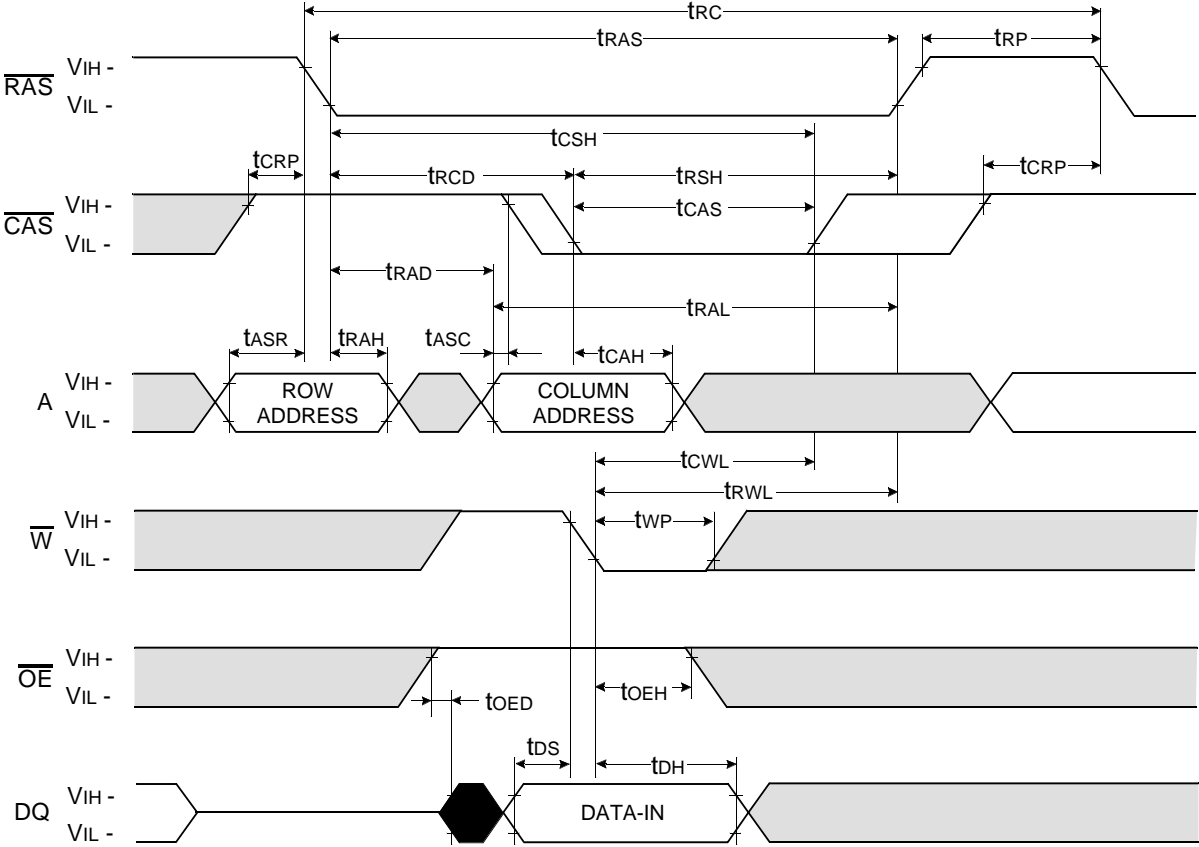 tRC
tRAS
tRP
RAS
VIH -
VIL -
tCSH
tCRP
tRCD
tRSH
tCRP
CAS
VIH -
VIL -
tCAS
tRAD
tRAL
tASR
tRAH
tASC
tCAH
A
VIH -
VIL -
ROW
ADDRESS
COLUMN
ADDRESS
tCWL
tRWL
W
VIH -
VIL -
tWP
OE
VIH -
VIL -
tOED
tOEH
tDS
tDH
DQ
VIH -
VIL -
DATA-IN